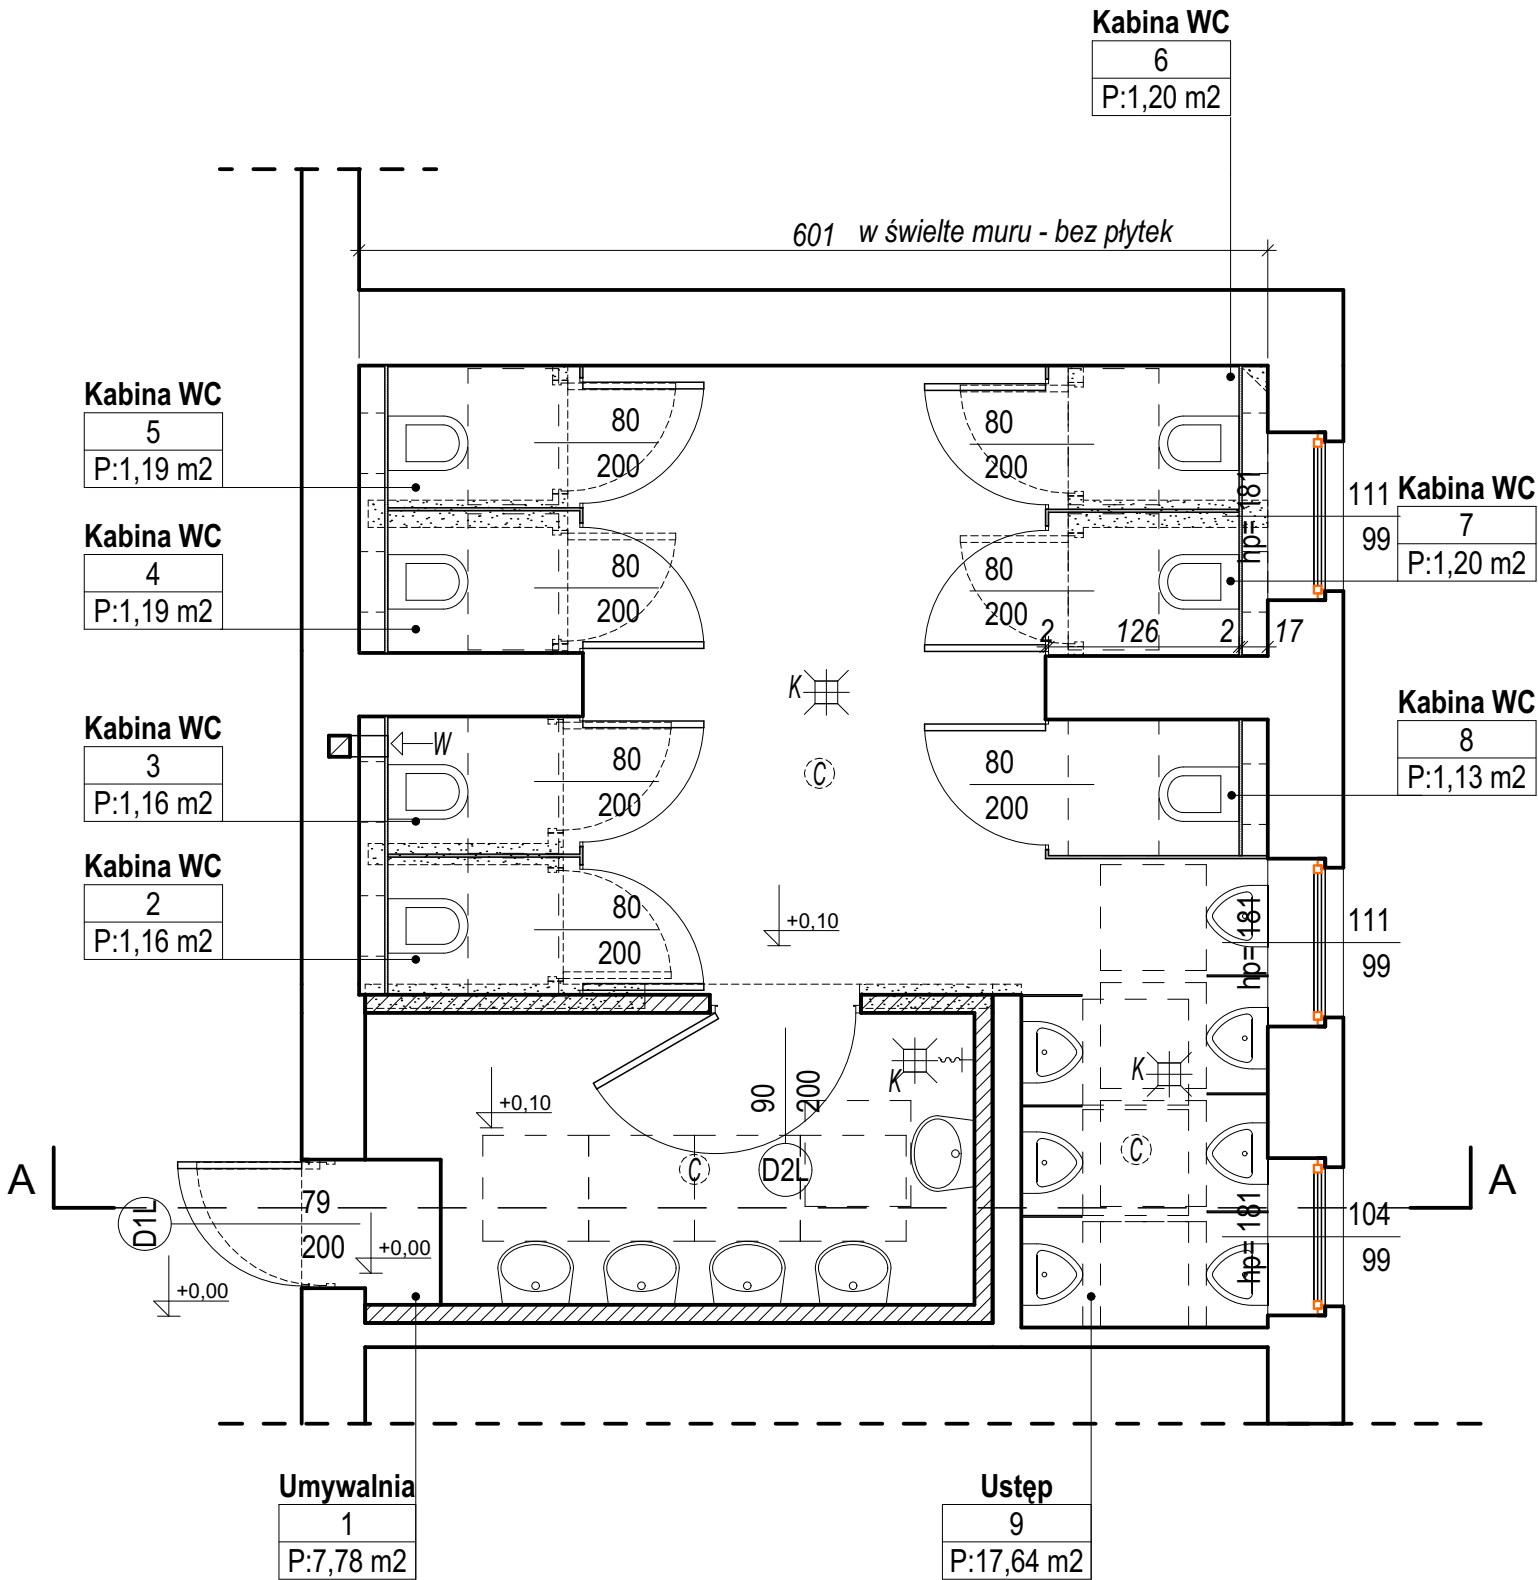 Kabina WC
6
P:1,20 m2
601 w świelte muru - bez płytek
Kabina WC
5
P:1,19 m2
80
200
80
200
hp= 181
111
99
Kabina WC
7
P:1,20 m2
Kabina WC
4
P:1,19 m2
80
200
80
200
2
126
2
17
K
Kabina WC
3
P:1,16 m2
W
80
200
C
80
200
Kabina WC
8
P:1,13 m2
Kabina WC
2
P:1,16 m2
80
200
+0,10
hp= 181
111
99
+0,10
90
200
K
K
C
D2L
C
A
A
D1L
79
200
+0,00
+0,00
hp= 181
104
99
Umywalnia
1
P:7,78 m2
Ustęp
9
P:17,64 m2